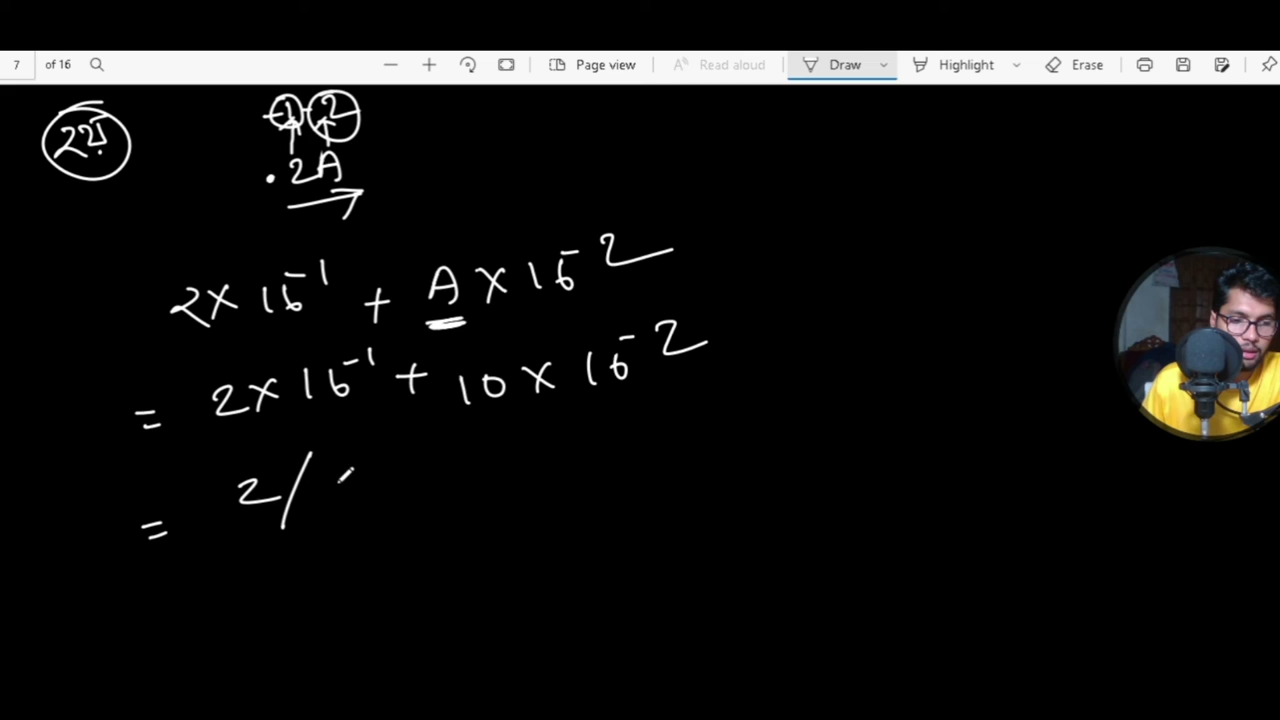 7 of 16 Page view Read aloud Draw Highlight Erase
-1 -2
.2A
2 × 16⁻¹ + A × 16⁻²
= 2 × 16⁻¹ + 10 × 16⁻²
= 2/